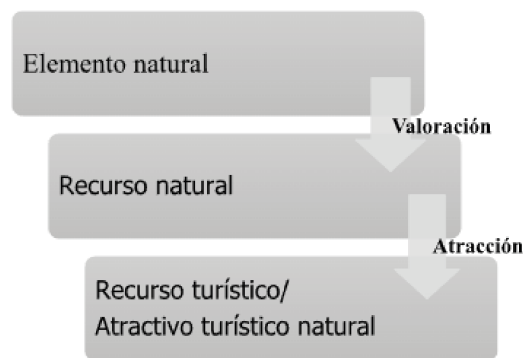 Elemento natural
Valoración
Recurso natural
Atracción
Recurso turístico/
Atractivo turístico natural